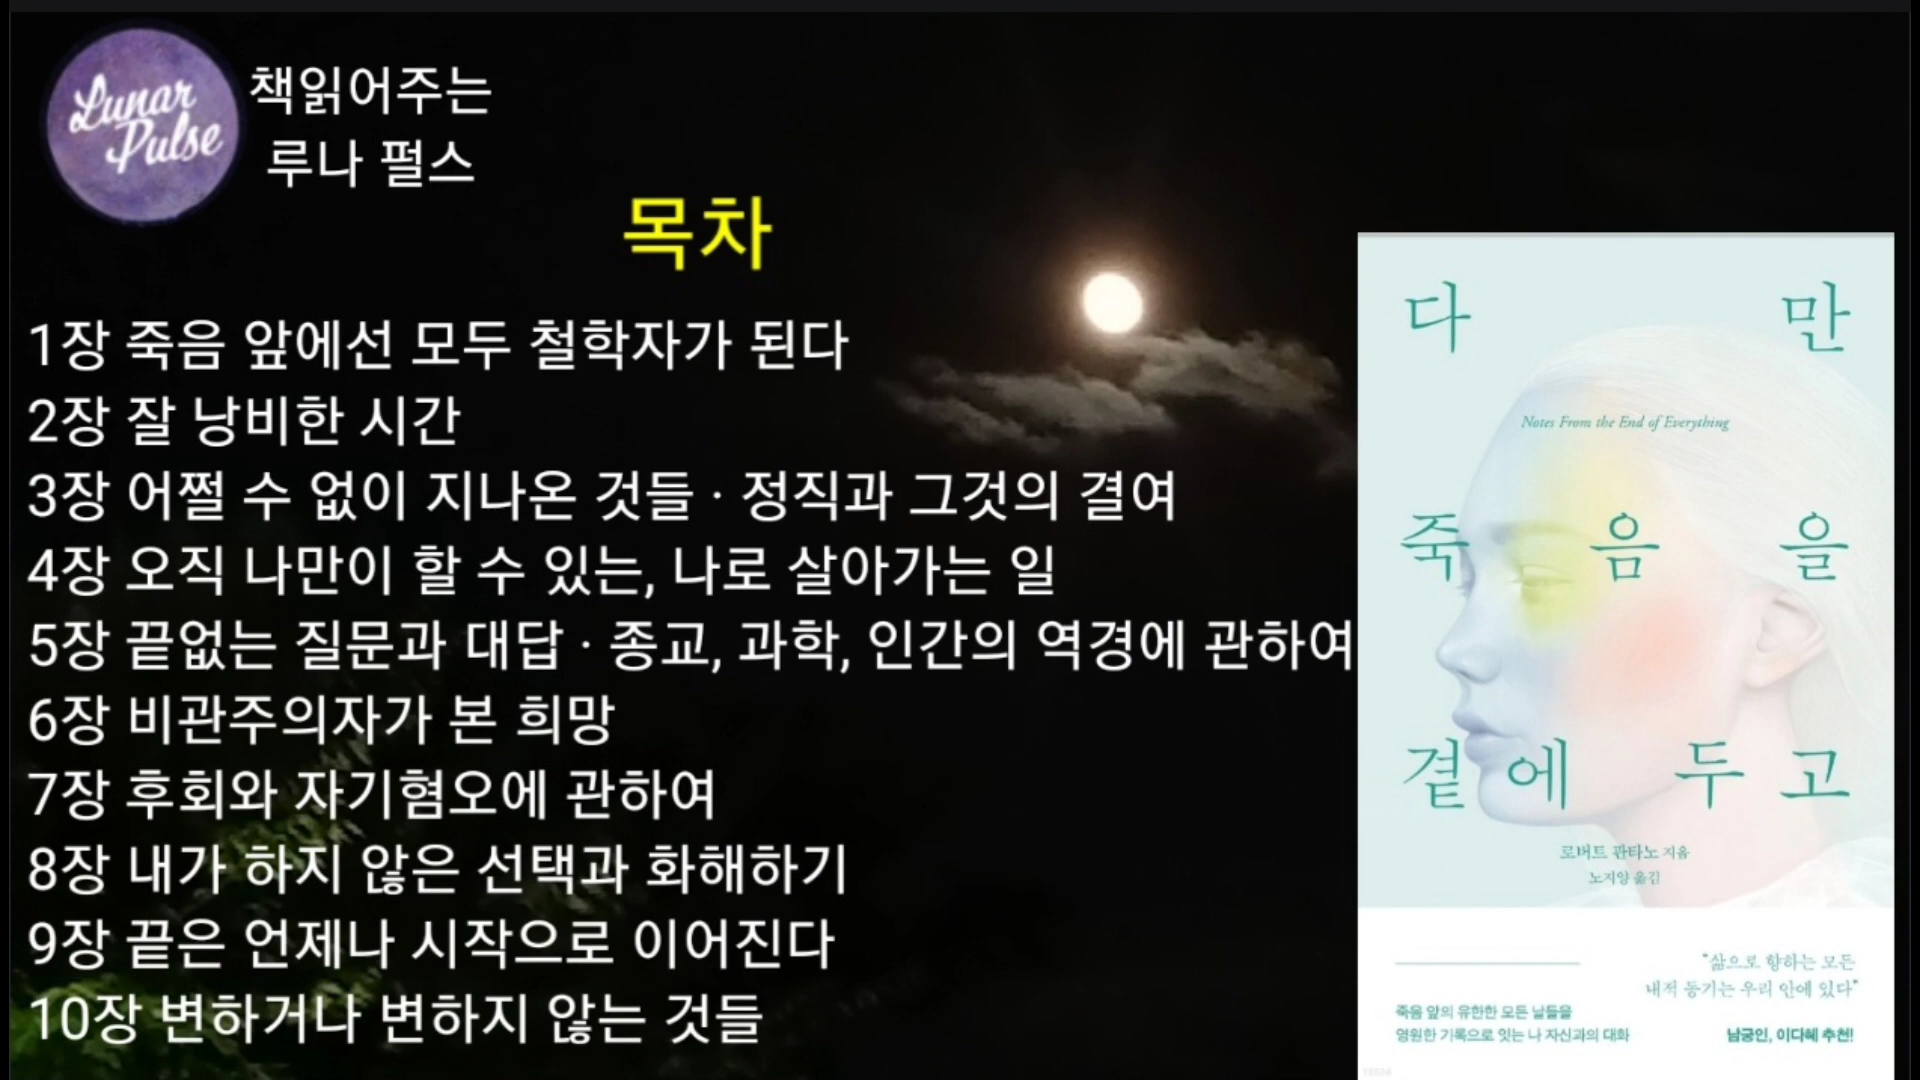 Lunar
Pulse
책읽어주는
루나 펄스
목차
1장 죽음 앞에선 모두 철학자가 된다
2장 잘 낭비한 시간
3장 어쩔 수 없이 지나온 것들 · 정직과 그것의 결여
4장 오직 나만이 할 수 있는, 나로 살아가는 일
5장 끝없는 질문과 대답 · 종교, 과학, 인간의 역경에 관하여
6장 비관주의자가 본 희망
7장 후회와 자기혐오에 관하여
8장 내가 하지 않은 선택과 화해하기
9장 끝은 언제나 시작으로 이어진다
10장 변하거나 변하지 않는 것들
다 만
Notes From the End of Everything
죽 음 을
곁에 두고
로버트 판타노 지음
노지양 옮김
"삶으로 향하는 모든
내적 동기는 우리 안에 있다"
죽음 앞의 유한한 모든 날들을
영원한 기록으로 잇는 나 자신과의 대화
남궁인, 이다혜 추천!